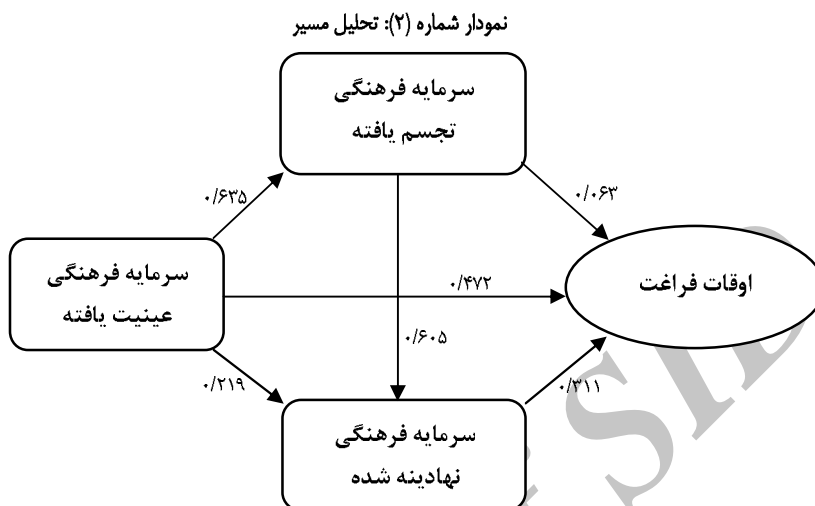 نمودار شماره (۲): تحلیل مسیر
سرمایه فرهنگی
تجسم یافته
۰/۶۳۵
۰/۰۶۳
سرمایه فرهنگی
عینیت یافته
۰/۴۷۲
اوقات فراغت
۰/۶۰۵
۰/۲۱۹
۰/۳۱۱
سرمایه فرهنگی
نهادینه شده
SID